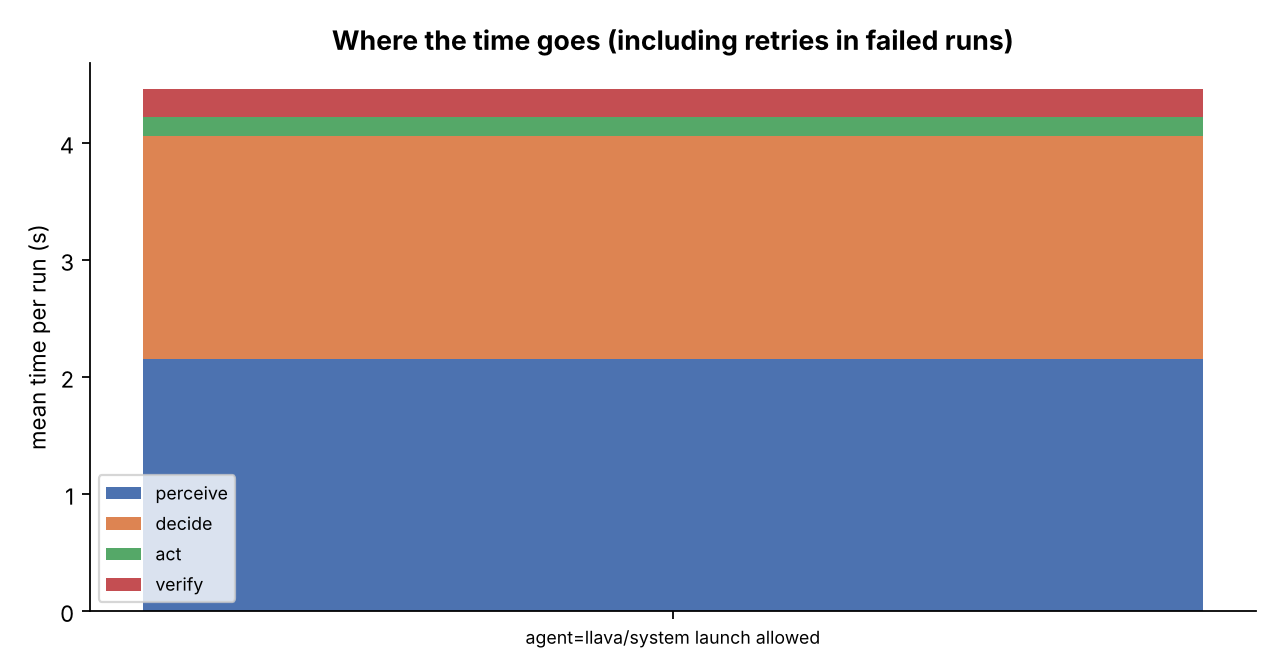 Where the time goes (including retries in failed runs)
mean time per run (s)
4
3
2
1
0
perceive
decide
act
verify
agent=llava/system launch allowed